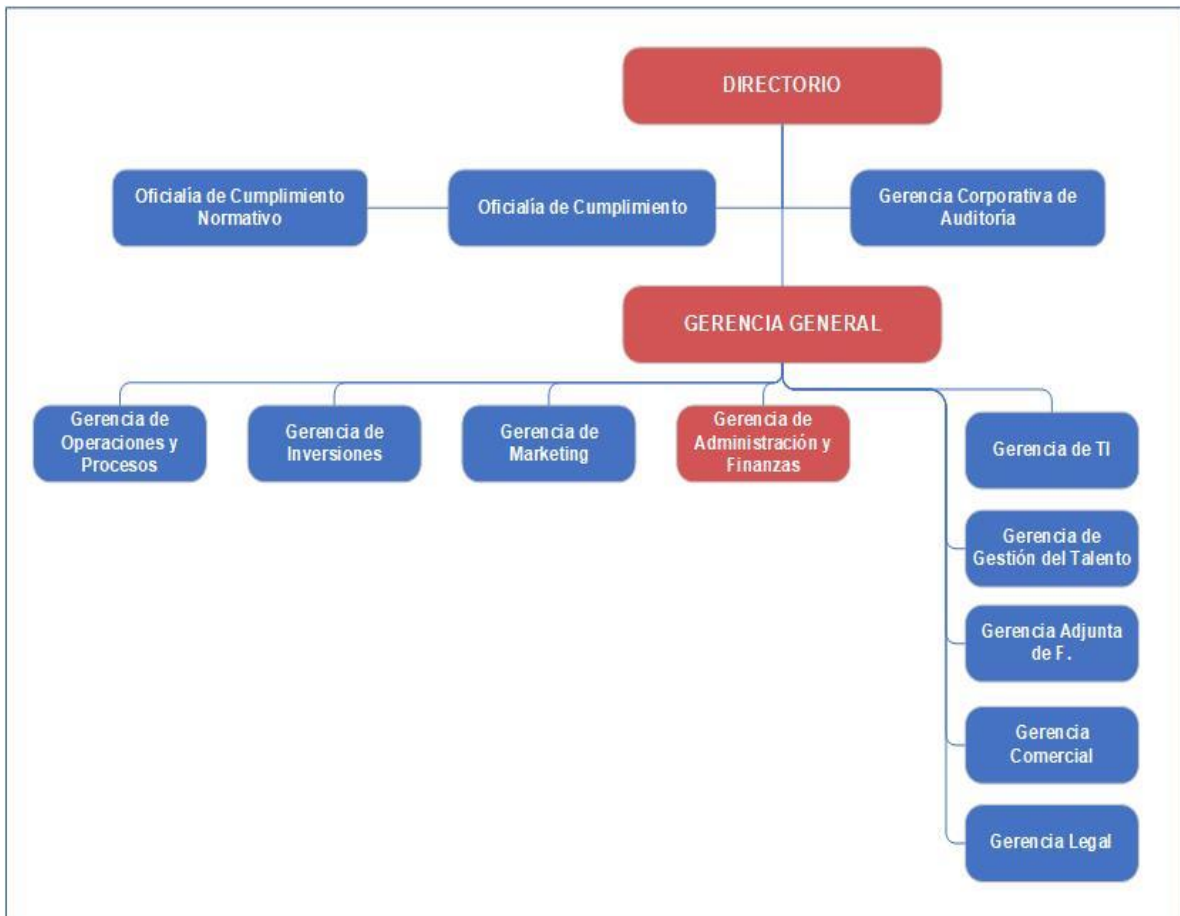 DIRECTORIO
Oficialía de Cumplimiento
Normativo
Oficialía de Cumplimiento
Gerencia Corporativa de
Auditoría
GERENCIA GENERAL
Gerencia de
Operaciones y
Procesos
Gerencia de
Inversiones
Gerencia de
Marketing
Gerencia de
Administración y
Finanzas
Gerencia de TI
Gerencia de
Gestión del Talento
Gerencia Adjunta
de F.
Gerencia
Comercial
Gerencia Legal